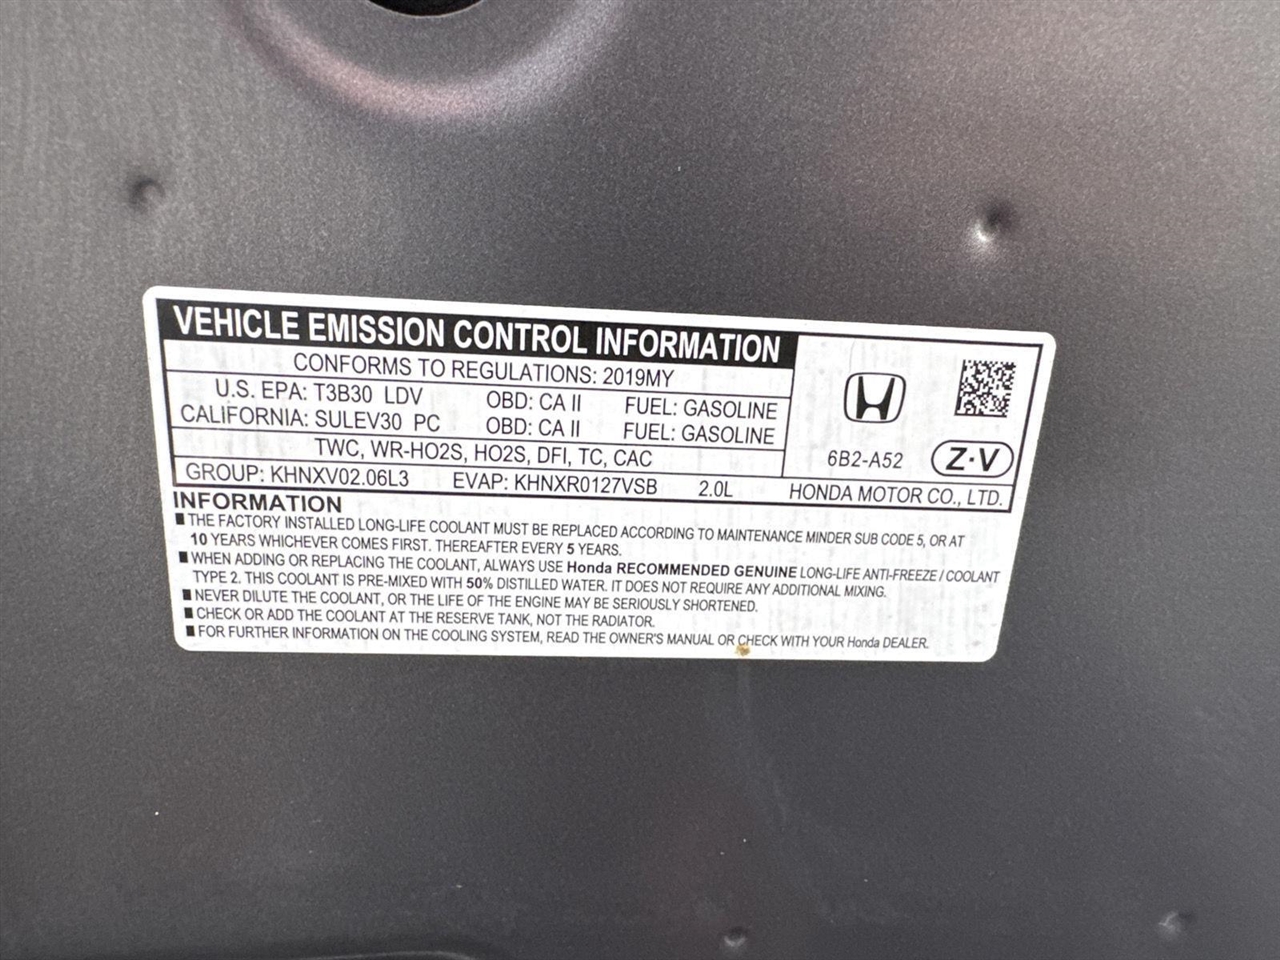 VEHICLE EMISSION CONTROL INFORMATION
CONFORMS TO REGULATIONS: 2019MY
U.S. EPA: T3B30 LDV OBD: CA II FUEL: GASOLINE
CALIFORNIA: SULEV30 PC OBD: CA II FUEL: GASOLINE
TWC, WR-HO2S, HO2S, DFI, TC, CAC
6B2-A52 Z·V
GROUP: KHNXV02.06L3 EVAP: KHNXR0127VSB 2.0L HONDA MOTOR CO., LTD.
INFORMATION
■ THE FACTORY INSTALLED LONG-LIFE COOLANT MUST BE REPLACED ACCORDING TO MAINTENANCE MINDER SUB CODE 5, OR AT
10 YEARS WHICHEVER COMES FIRST. THEREAFTER EVERY 5 YEARS.
■ WHEN ADDING OR REPLACING THE COOLANT, ALWAYS USE Honda RECOMMENDED GENUINE LONG-LIFE ANTI-FREEZE / COOLANT
TYPE 2. THIS COOLANT IS PRE-MIXED WITH 50% DISTILLED WATER. IT DOES NOT REQUIRE ANY ADDITIONAL MIXING.
■ NEVER DILUTE THE COOLANT, OR THE LIFE OF THE ENGINE MAY BE SERIOUSLY SHORTENED.
■ CHECK OR ADD THE COOLANT AT THE RESERVE TANK, NOT THE RADIATOR.
■ FOR FURTHER INFORMATION ON THE COOLING SYSTEM, READ THE OWNER'S MANUAL OR CHECK WITH YOUR Honda DEALER.